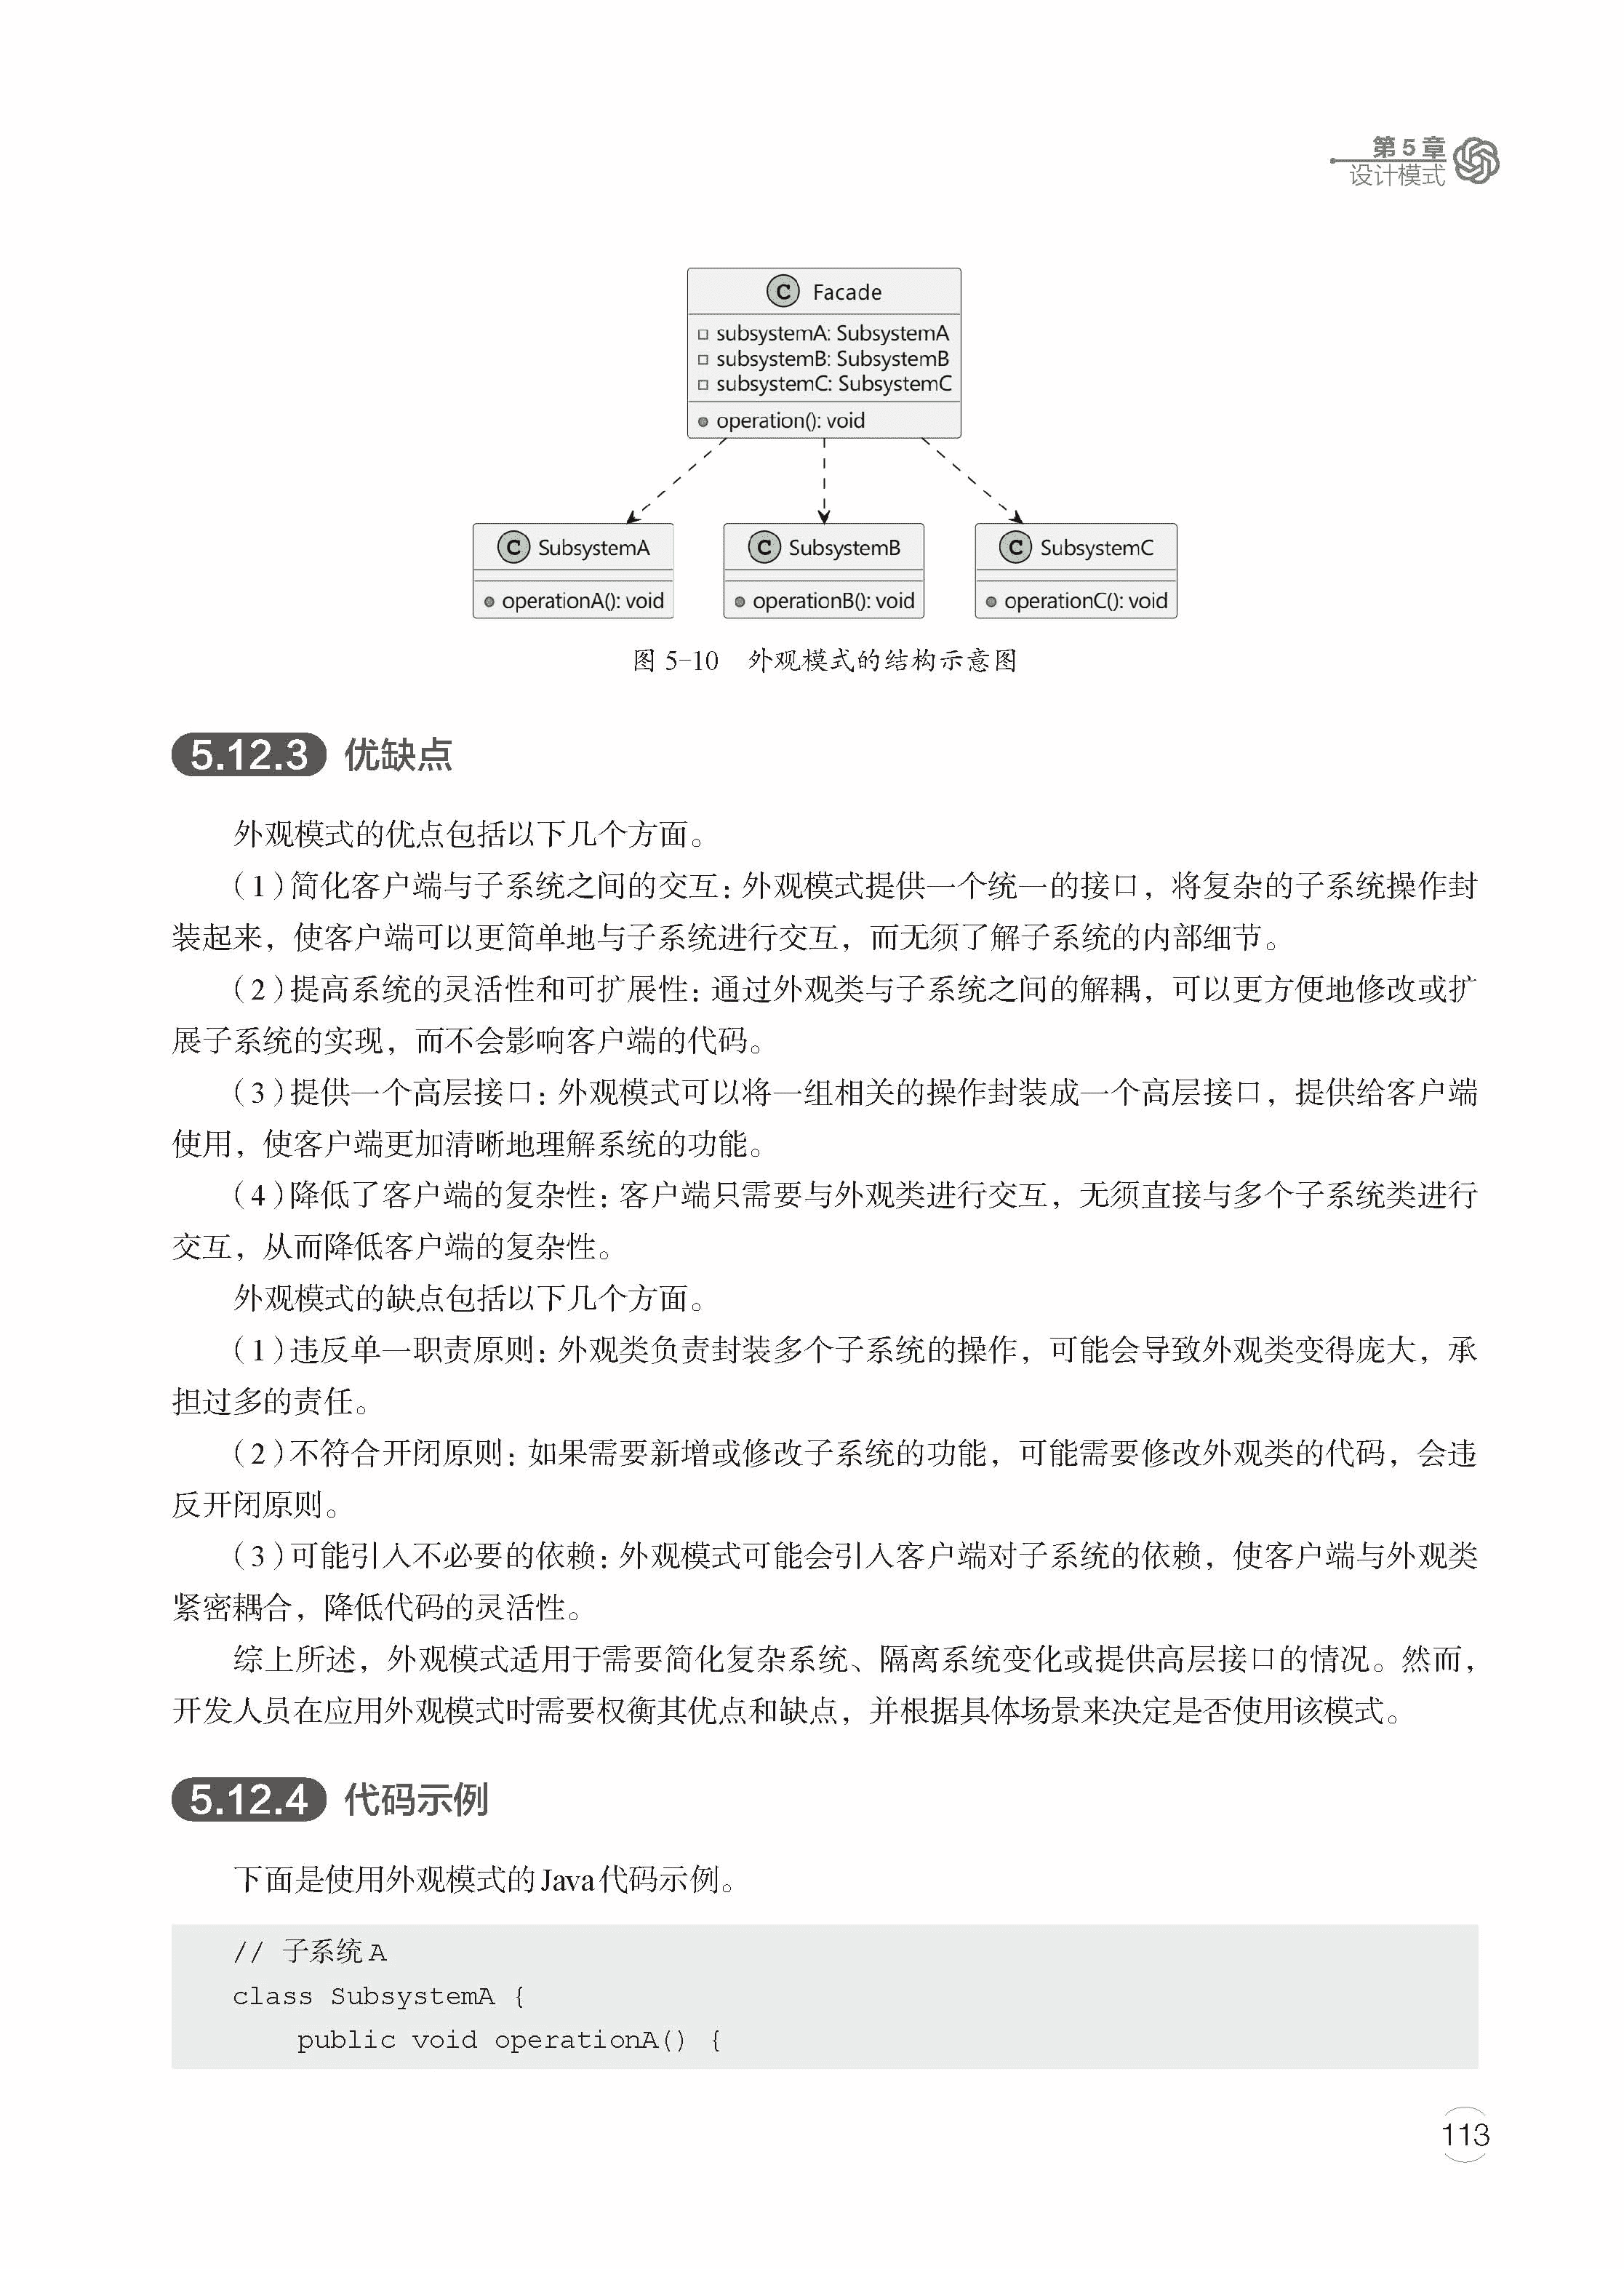 第5章
设计模式
C Facade
subsystemA: SubsystemA
subsystemB: SubsystemB
subsystemC: SubsystemC
operation(): void
C SubsystemA
operationA(): void
C SubsystemB
operationB(): void
C SubsystemC
operationC(): void
图 5-10 外观模式的结构示意图
5.12.3 优缺点
外观模式的优点包括以下几个方面。
（1）简化客户端与子系统之间的交互：外观模式提供一个统一的接口，将复杂的子系统操作封
装起来，使客户端可以更简单地与子系统进行交互，而无须了解子系统的内部细节。
（2）提高系统的灵活性和可扩展性：通过外观类与子系统之间的解耦，可以更方便地修改或扩
展子系统的实现，而不会影响客户端的代码。
（3）提供一个高层接口：外观模式可以将一组相关的操作封装成一个高层接口，提供给客户端
使用，使客户端更加清晰地理解系统的功能。
（4）降低了客户端的复杂性：客户端只需要与外观类进行交互，无须直接与多个子系统类进行
交互，从而降低客户端的复杂性。
外观模式的缺点包括以下几个方面。
（1）违反单一职责原则：外观类负责封装多个子系统的操作，可能会导致外观类变得庞大，承
担过多的责任。
（2）不符合开闭原则：如果需要新增或修改子系统的功能，可能需要修改外观类的代码，会违
反开闭原则。
（3）可能引入不必要的依赖：外观模式可能会引入客户端对子系统的依赖，使客户端与外观类
紧密耦合，降低代码的灵活性。
综上所述，外观模式适用于需要简化复杂系统、隔离系统变化或提供高层接口的情况。然而，
开发人员在应用外观模式时需要权衡其优点和缺点，并根据具体场景来决定是否使用该模式。
5.12.4 代码示例
下面是使用外观模式的Java代码示例。
// 子系统A
class SubsystemA {
public void operationA() {
113